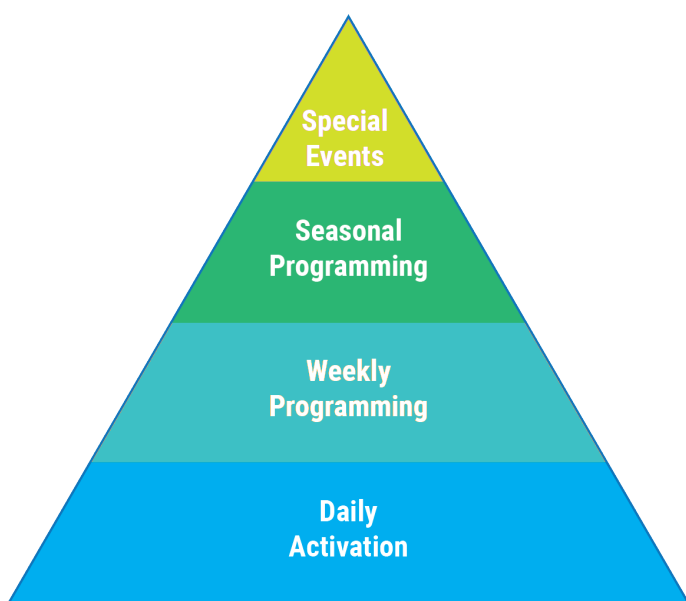 Special
Events
Seasonal
Programming
Weekly
Programming
Daily
Activation